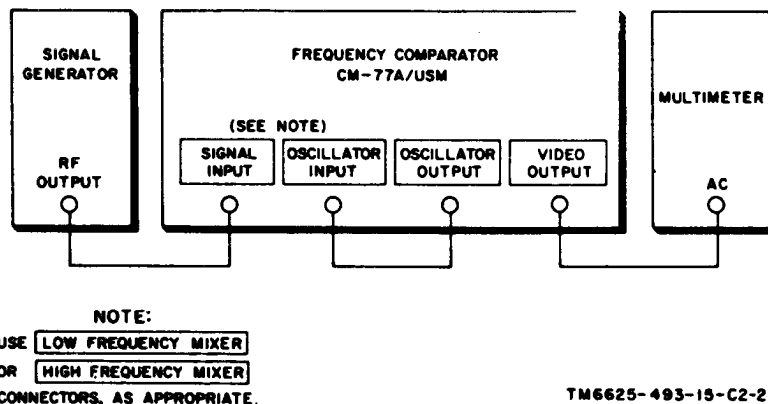 SIGNAL
GENERATOR
RF
OUTPUT
FREQUENCY COMPARATOR
CM-77A/USM
(SEE NOTE)
SIGNAL
INPUT
OSCILLATOR
INPUT
OSCILLATOR
OUTPUT
VIDEO
OUTPUT
MULTIMETER
AC
NOTE:
USE LOW FREQUENCY MIXER
OR HIGH FREQUENCY MIXER
CONNECTORS, AS APPROPRIATE.
TM6625-493-15-C2-2